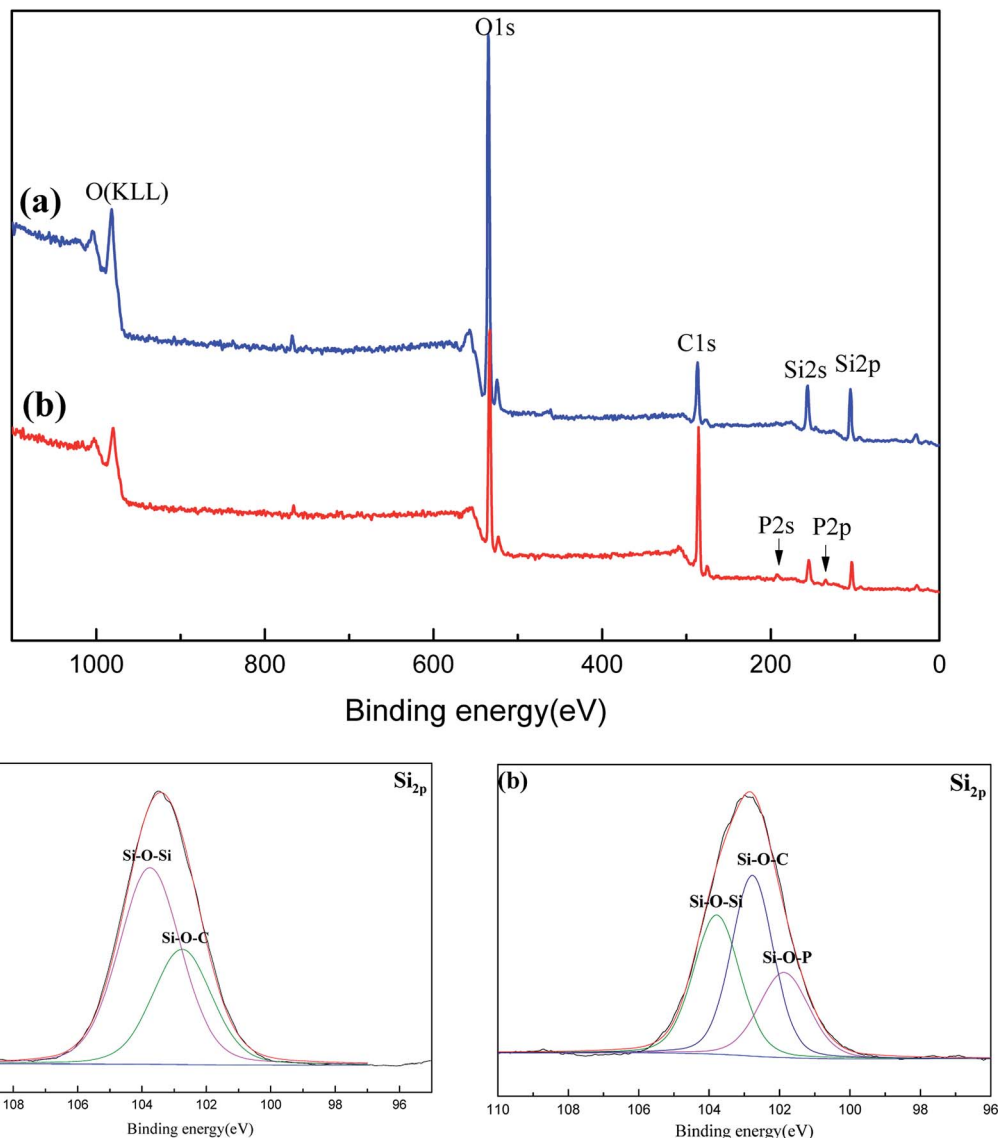 O1s
O(KLL)
(a)
C1s
Si2s
Si2p
(b)
P2s
P2p
1000 800 600 400 200 0
Binding energy(eV)
Si2p
Si-O-Si
Si-O-C
108 106 104 102 100 98 96
Binding energy(eV)
(b)
Si2p
Si-O-C
Si-O-Si
Si-O-P
110 108 106 104 102 100 98 96
Binding energy(eV)